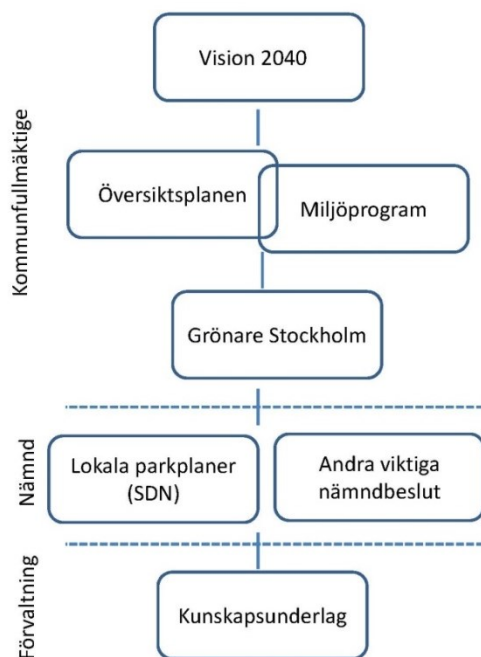 Vision 2040
Kommunfullmäktige
Översiktsplanen
Miljöprogram
Grönare Stockholm
Nämnd
Lokala parkplaner
(SDN)
Andra viktiga
nämndbeslut
Förvaltning
Kunskapsunderlag